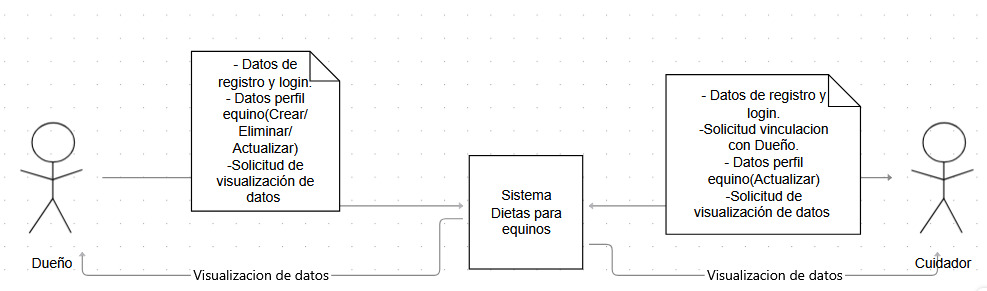 - Datos de
registro y login.
- Datos perfil
equino(Crear/
Eliminar/
Actualizar)
-Solicitud de
visualización de
datos
- Datos de registro y
login.
-Solicitud vinculacion
con Dueño.
- Datos perfil
equino(Actualizar)
-Solicitud de
visualización de datos
Sistema
Dietas para
equinos
Dueño
Visualizacion de datos
Visualizacion de datos
Cuidador